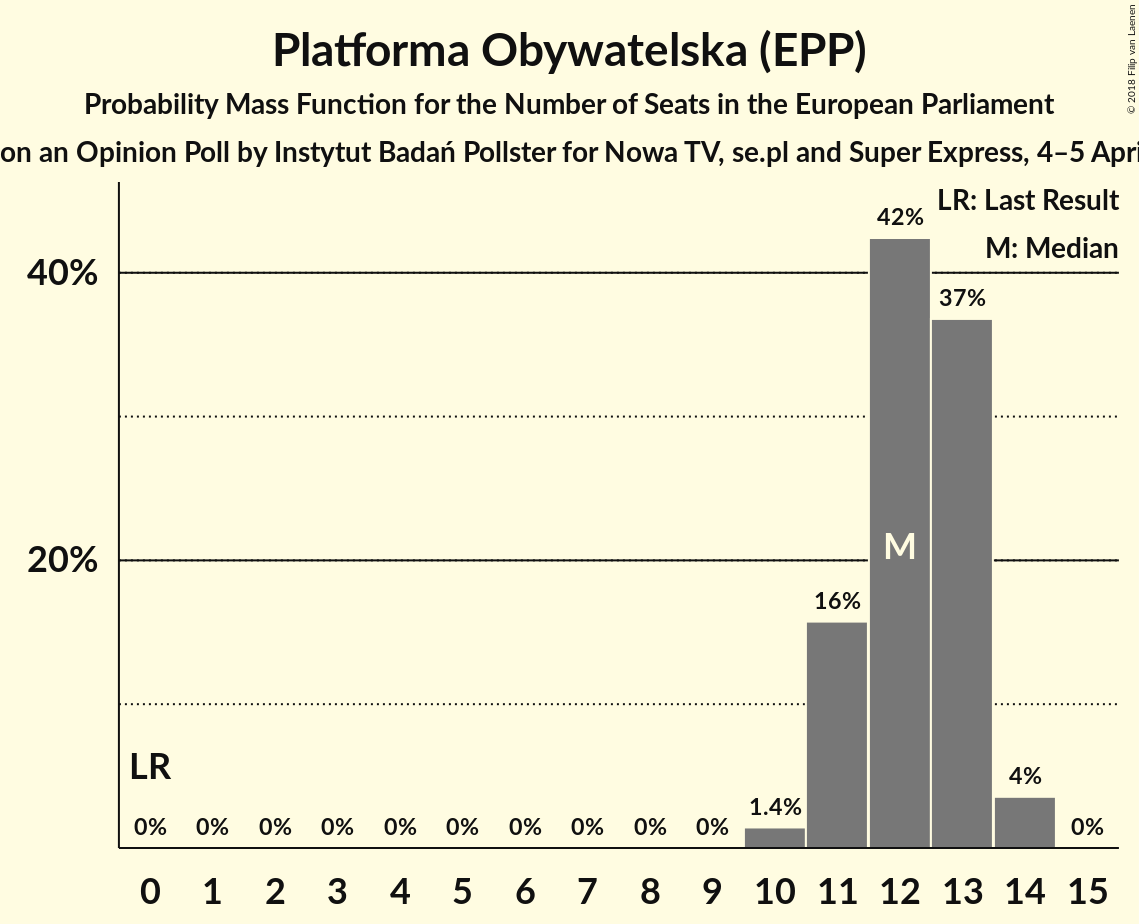 Platforma Obywatelska (EPP)
Probability Mass Function for the Number of Seats in the European Parliament
on an Opinion Poll by Instytut Badań Pollster for Nowa TV, se.pl and Super Express, 4–5 Apri
© 2018 Filip van Laenen
LR: Last Result
M: Median
42%
40%
37%
M
20%
16%
LR
4%
1.4%
0% 0% 0% 0% 0% 0% 0% 0% 0% 0% 0%
0 1 2 3 4 5 6 7 8 9 10 11 12 13 14 15